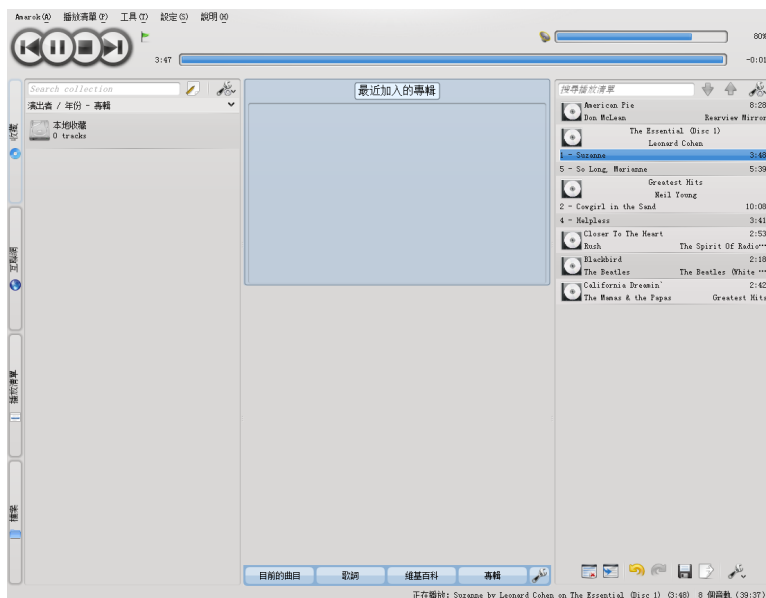 Amarok(A) 播放清單(P) 工具(T) 設定(S) 說明(H)
80%
3:47
-0:01
Search collection
演出者 / 年份 - 專輯
本地收藏
0 tracks
收藏
互聯網
播放清單
檔案
最近加入的專輯
目前的曲目 歌詞 维基百科 專輯
搜尋播放清單
American Pie 8:28
Don McLean Rearview Mirror
The Essential (Disc 1)
Leonard Cohen
1 - Suzanne 3:48
5 - So Long, Marianne 5:39
Greatest Hits
Neil Young
2 - Cowgirl in the Sand 10:08
4 - Helpless 3:41
Closer To The Heart 2:53
Rush The Spirit Of Radio…
Blackbird 2:18
The Beatles The Beatles (White …
California Dreamin' 2:42
The Mamas & the Papas Greatest Hits
正在播放: Suzanne by Leonard Cohen on The Essential (Disc 1) (3:48) 8 個音軌 (39:37)